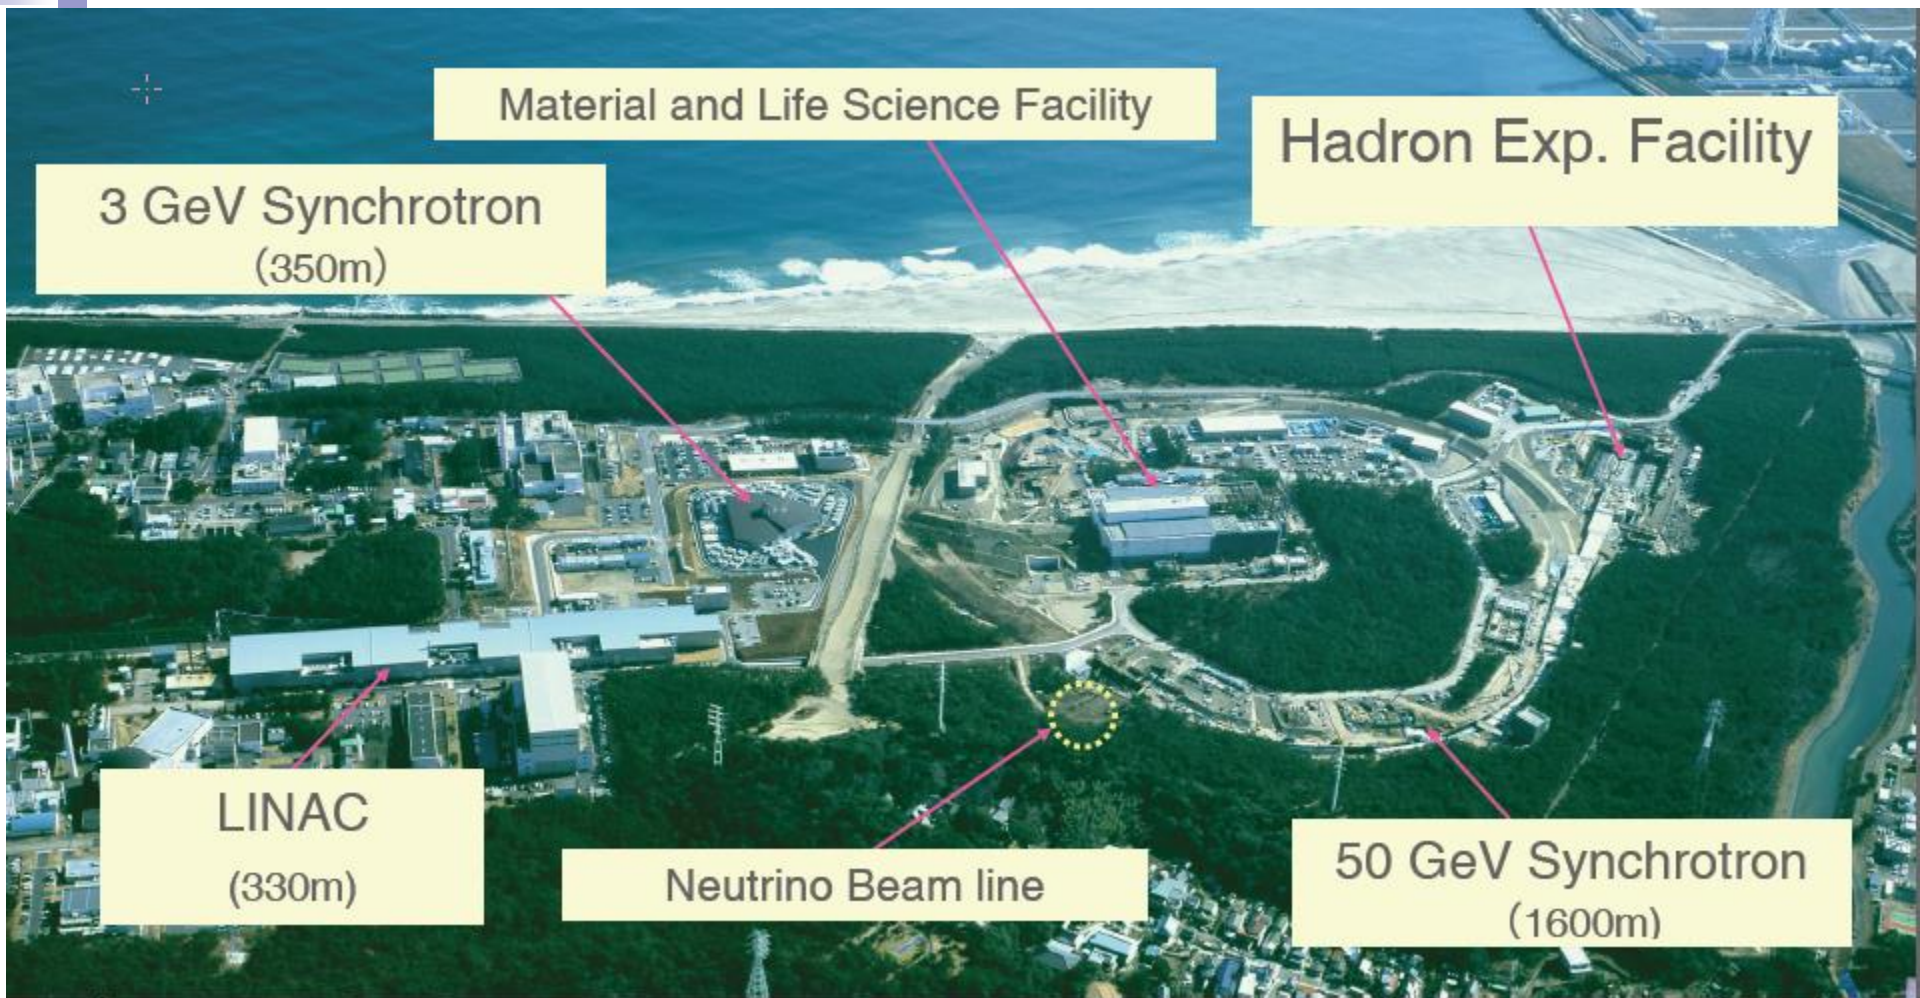 Material and Life Science Facility
Hadron Exp. Facility
3 GeV Synchrotron
(350m)
LINAC
(330m)
Neutrino Beam line
50 GeV Synchrotron
(1600m)